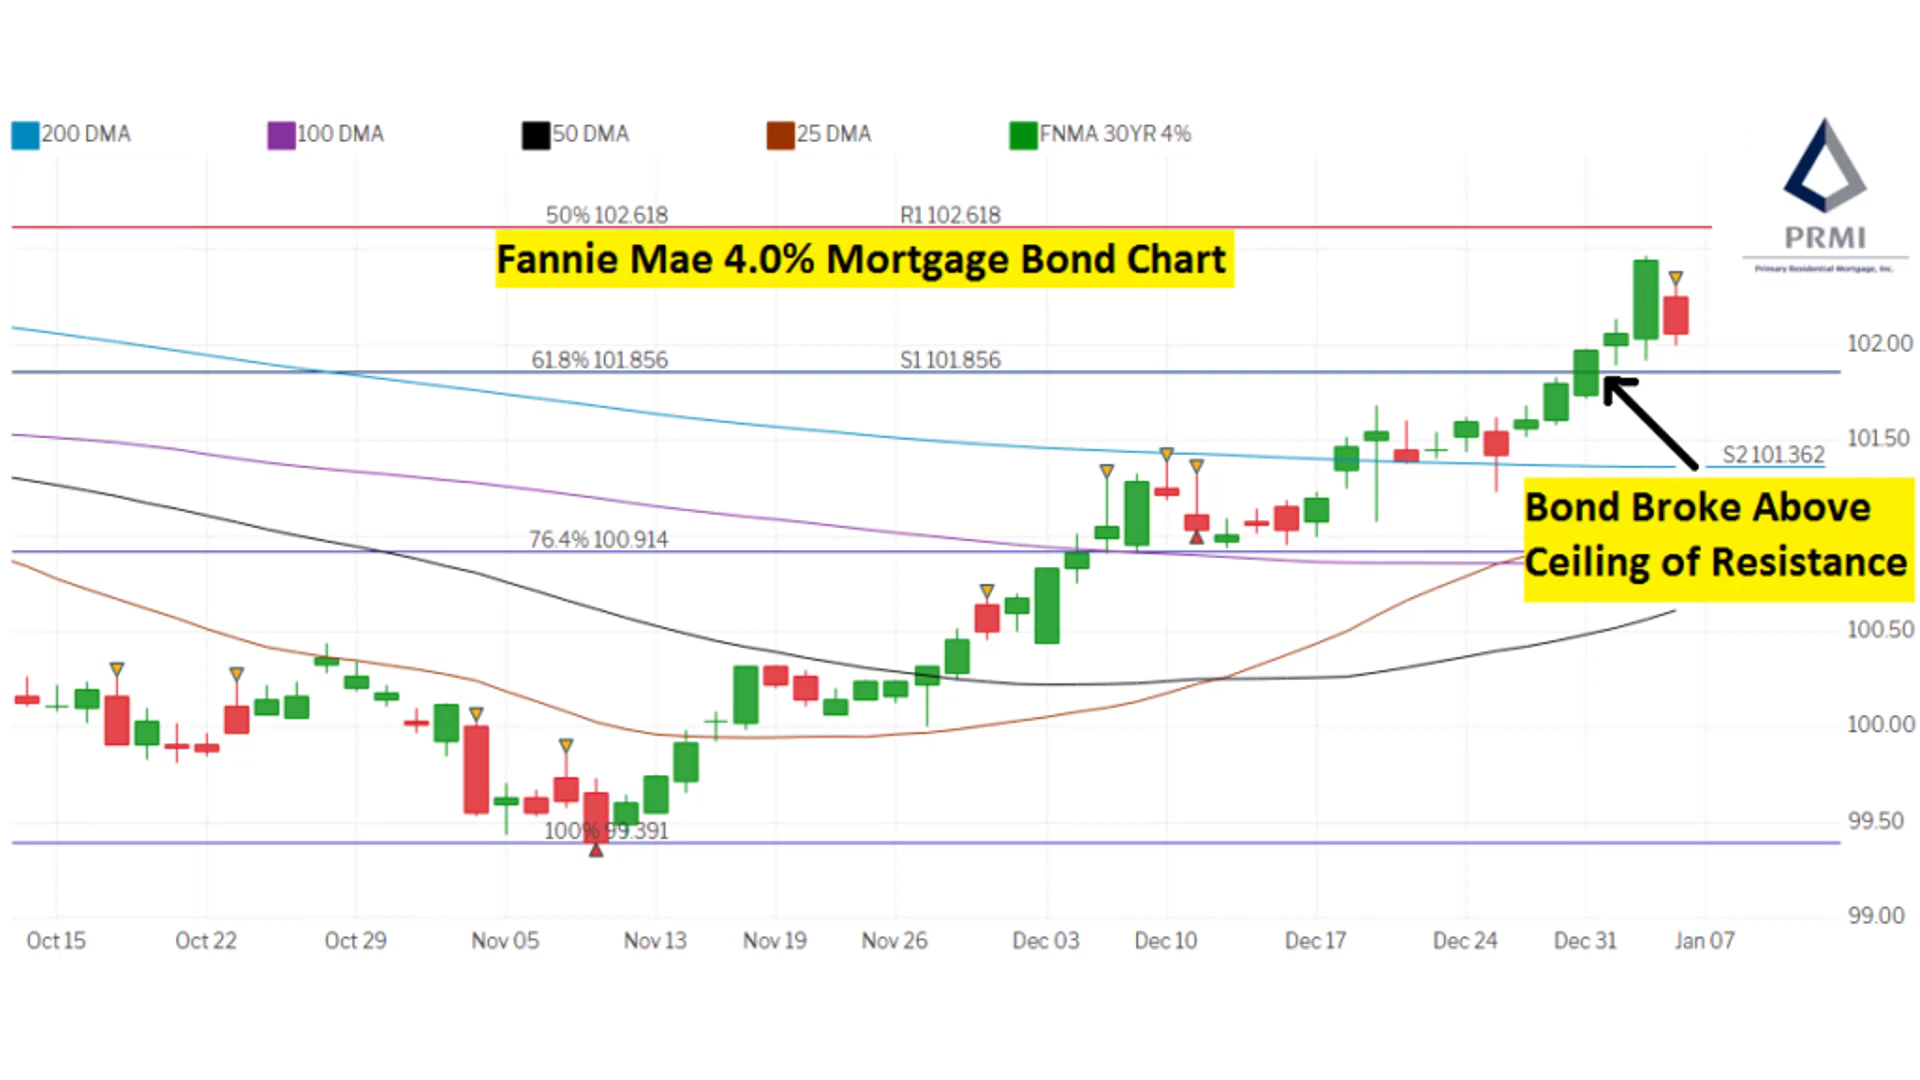 200 DMA
100 DMA
50 DMA
25 DMA
FNMA 30YR 4%
PRMI
Primary Residential Mortgage, Inc.
50% 102.618
R1 102.618
Fannie Mae 4.0% Mortgage Bond Chart
61.8% 101.856
S1 101.856
102.00
101.50
S2 101.362
Bond Broke Above
Ceiling of Resistance
76.4% 100.914
100.50
100.00
99.50
100% 99.391
99.00
Oct 15
Oct 22
Oct 29
Nov 05
Nov 13
Nov 19
Nov 26
Dec 03
Dec 10
Dec 17
Dec 24
Dec 31
Jan 07